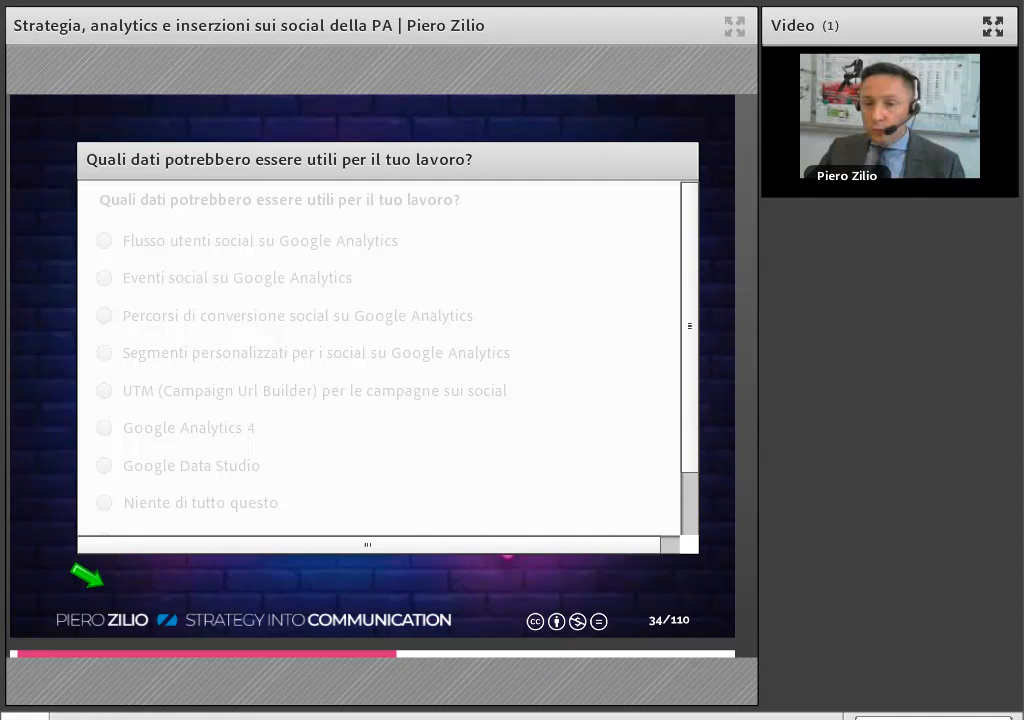 Strategia, analytics e inserzioni sui social della PA | Piero Zilio
Video (1)
Piero Zilio
Quali dati potrebbero essere utili per il tuo lavoro?
Quali dati potrebbero essere utili per il tuo lavoro?
Flusso utenti social su Google Analytics
Eventi social su Google Analytics
Percorsi di conversione social su Google Analytics
Segmenti personalizzati per i social su Google Analytics
UTM (Campaign Url Builder) per le campagne sui social
Google Analytics 4
Google Data Studio
Niente di tutto questo
PIERO ZILIO STRATEGY INTO COMMUNICATION
cc
34/110